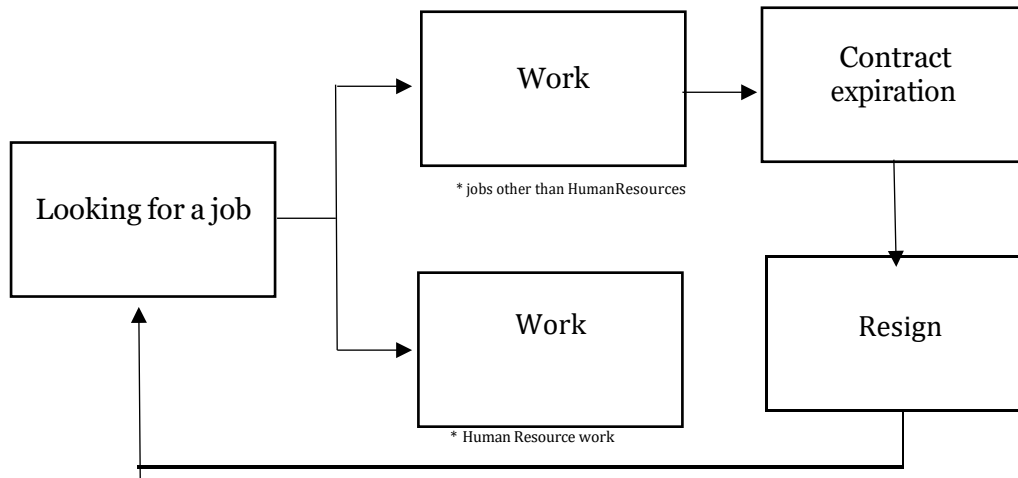 Work
Contract
expiration
* jobs other than HumanResources
Looking for a job
Work
Resign
* Human Resource work